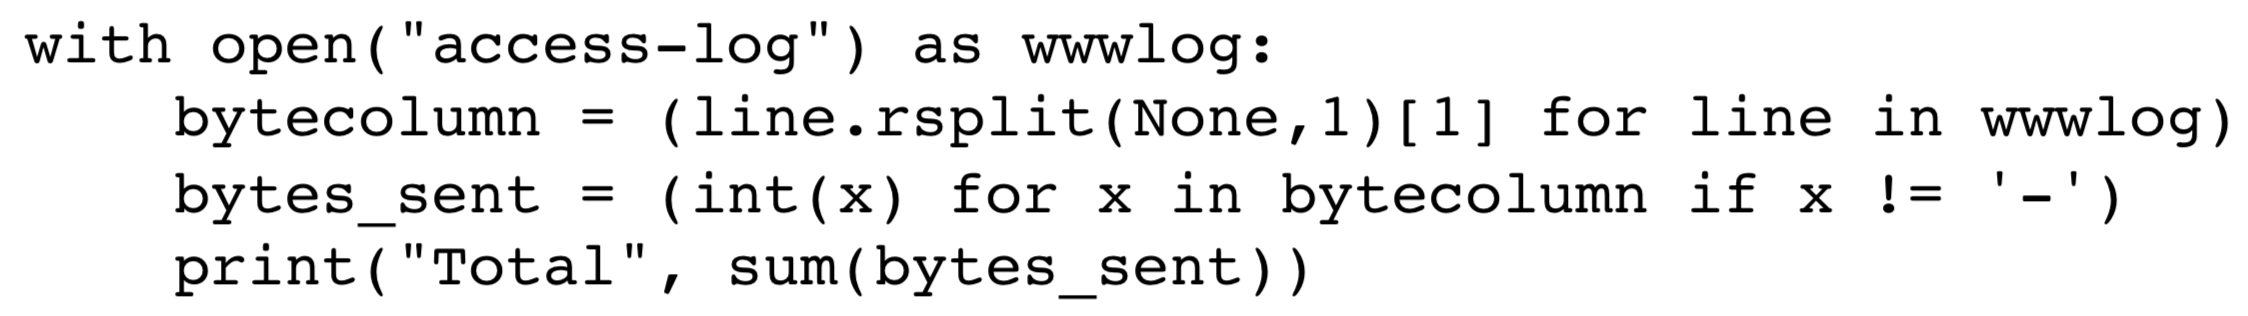 with open("access-log") as wwwlog:
    bytecolumn = (line.rsplit(None,1)[1] for line in wwwlog)
    bytes_sent = (int(x) for x in bytecolumn if x != '-')
    print("Total", sum(bytes_sent))